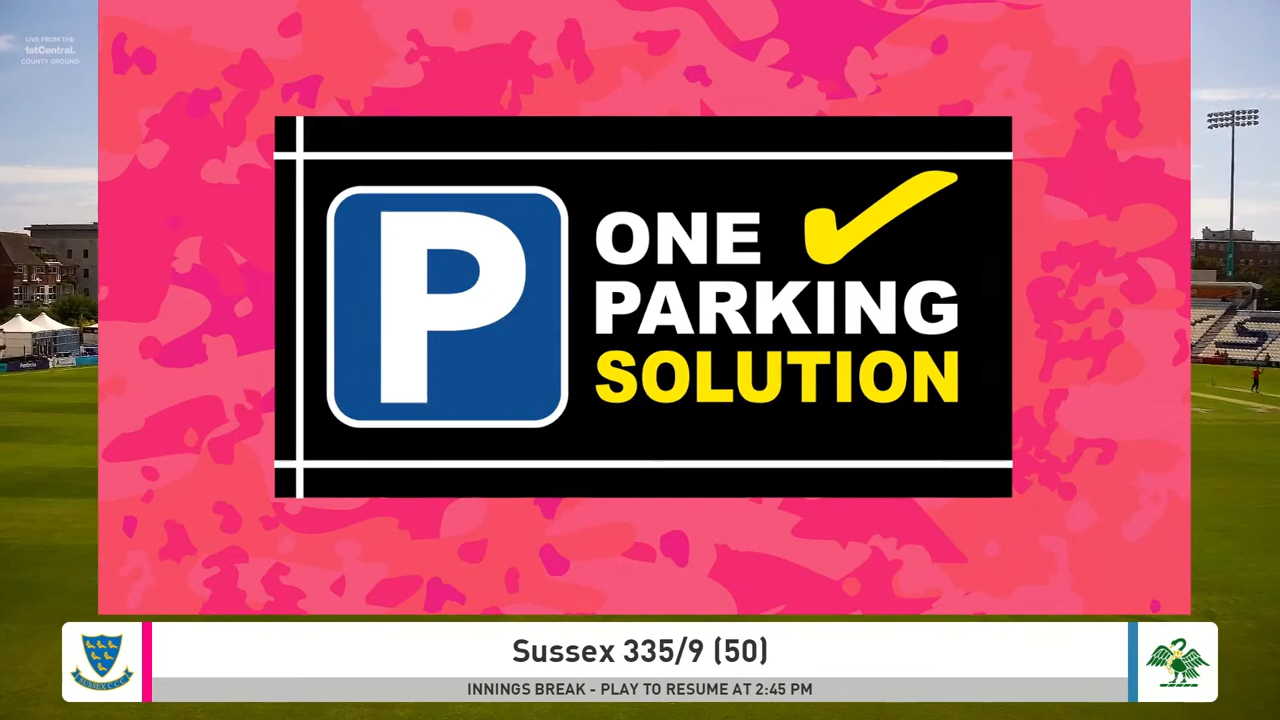 LIVE FROM THE
1stCentral.
COUNTY GROUND
P
ONE
PARKING
SOLUTION
SUSSEX C.C.C
Sussex 335/9 (50)
INNINGS BREAK - PLAY TO RESUME AT 2:45 PM